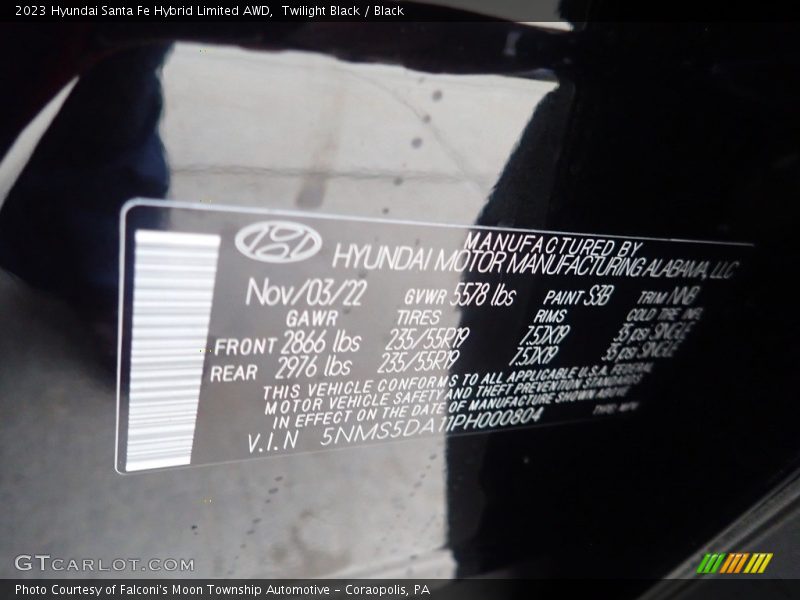 2023 Hyundai Santa Fe Hybrid Limited AWD,  Twilight Black / Black
MANUFACTURED BY
HYUNDAI MOTOR MANUFACTURING ALABAMA, LLC
Nov/03/22 GVWR 5578 lbs PAINT S3B TRIM NNB
GAWR TIRES RIMS COLD TIRE INFL
FRONT 2866 lbs 235/55R19 7.5JX19 35 psi SINGLE
REAR 2976 lbs 235/55R19 7.5JX19 35 psi SINGLE
THIS VEHICLE CONFORMS TO ALL APPLICABLE U.S.A. FEDERAL
MOTOR VEHICLE SAFETY AND THEFT PREVENTION STANDARDS
IN EFFECT ON THE DATE OF MANUFACTURE SHOWN ABOVE
V.I.N 5NMS5DA11PH000804
TYPE: MPV
GTCARLOT.COM
Photo Courtesy of Falconi's Moon Township Automotive – Coraopolis, PA